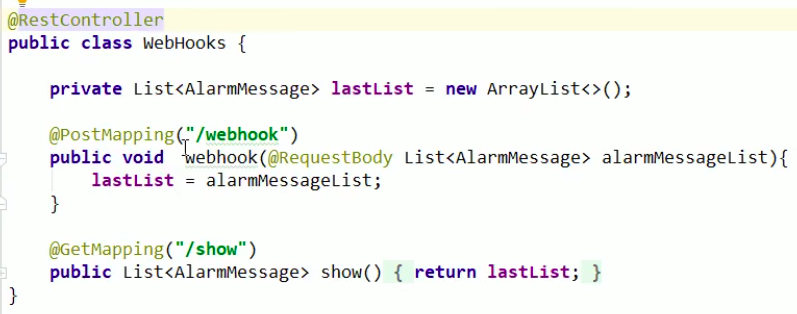 @RestController
public class WebHooks {
private List<AlarmMessage> lastList = new ArrayList<>();
@PostMapping("/webhook")
public void  webhook(@RequestBody List<AlarmMessage> alarmMessageList){
lastList = alarmMessageList;
}
@GetMapping("/show")
public List<AlarmMessage> show() { return lastList; }
}